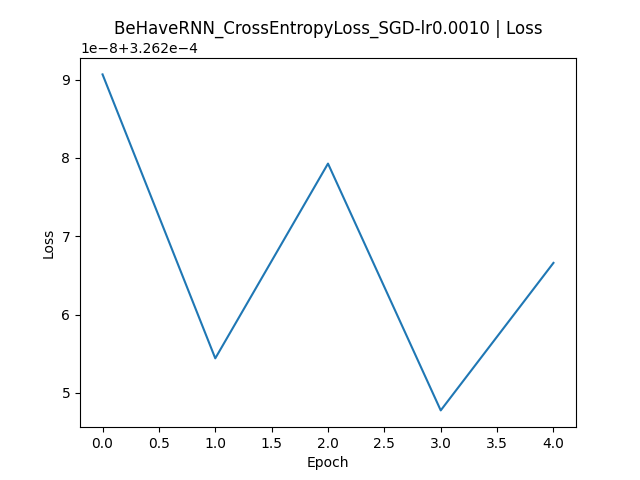 BeHaveRNN_CrossEntropyLoss_SGD-lr0.0010 | Loss
1e−8+3.262e−4
9
8
7
6
5
Loss
0.0 0.5 1.0 1.5 2.0 2.5 3.0 3.5 4.0
Epoch